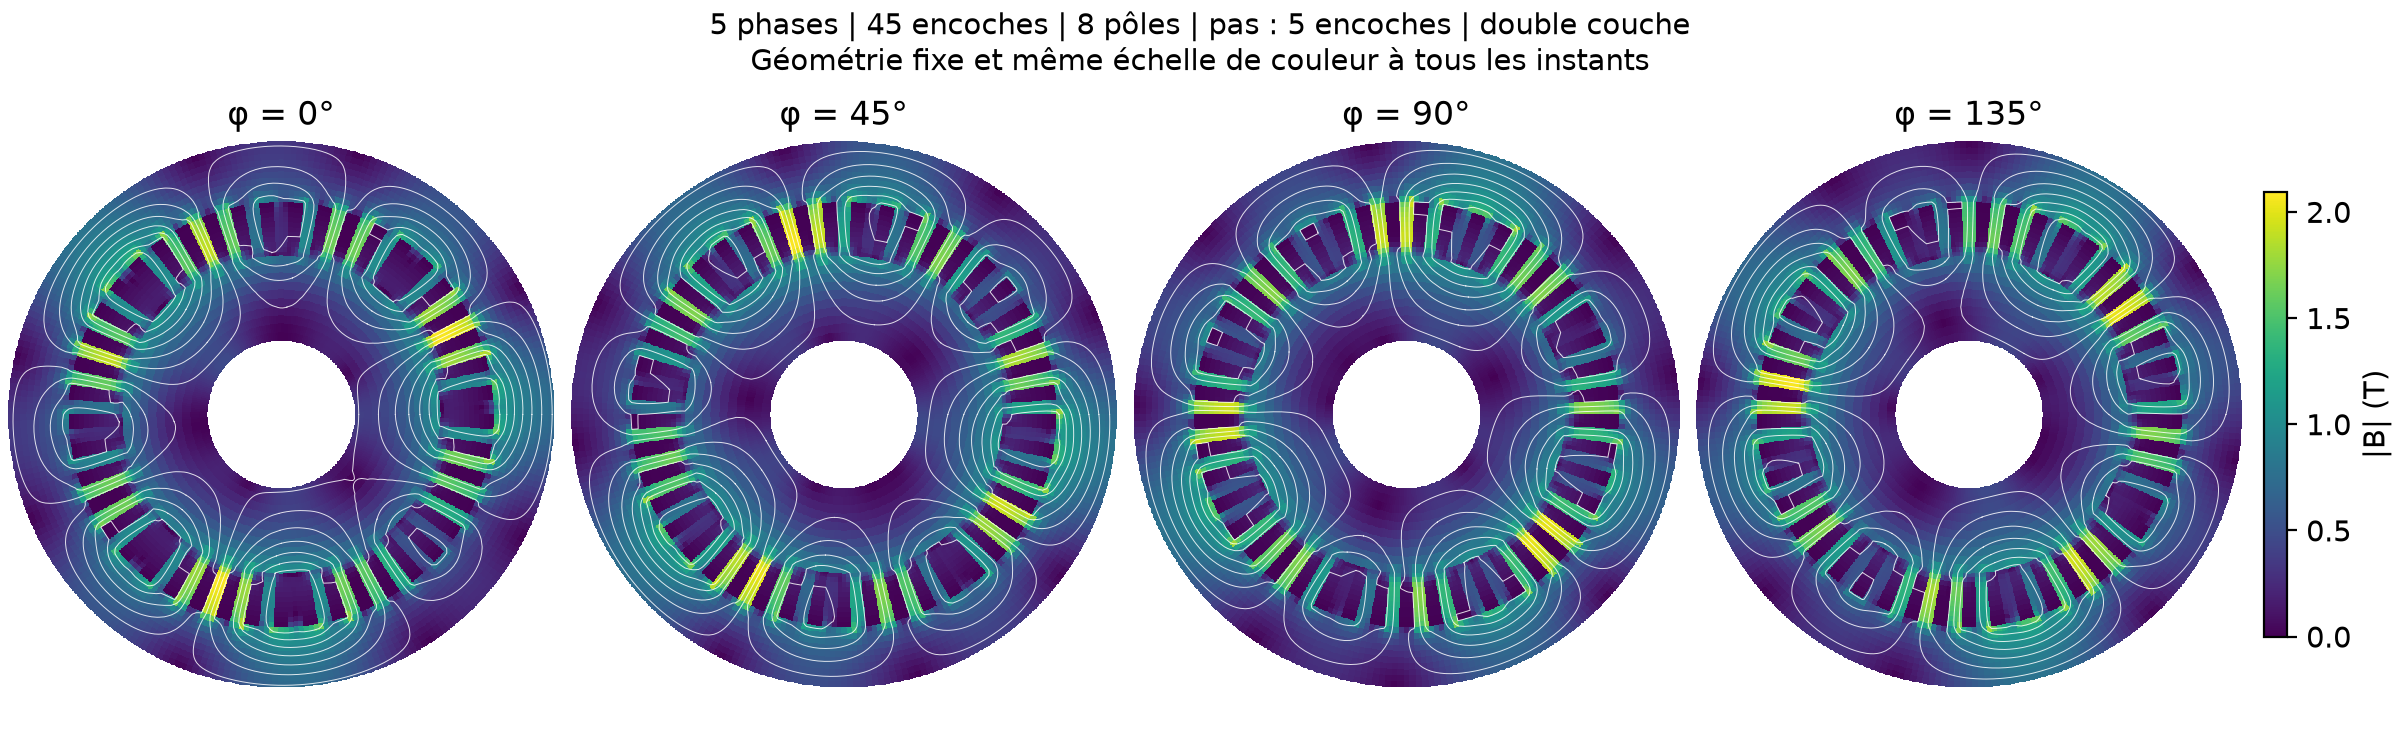 5 phases | 45 encoches | 8 pôles | pas : 5 encoches | double couche
Géométrie fixe et même échelle de couleur à tous les instants
φ = 0°
φ = 45°
φ = 90°
φ = 135°
2.0
1.5
1.0
0.5
0.0
|B| (T)